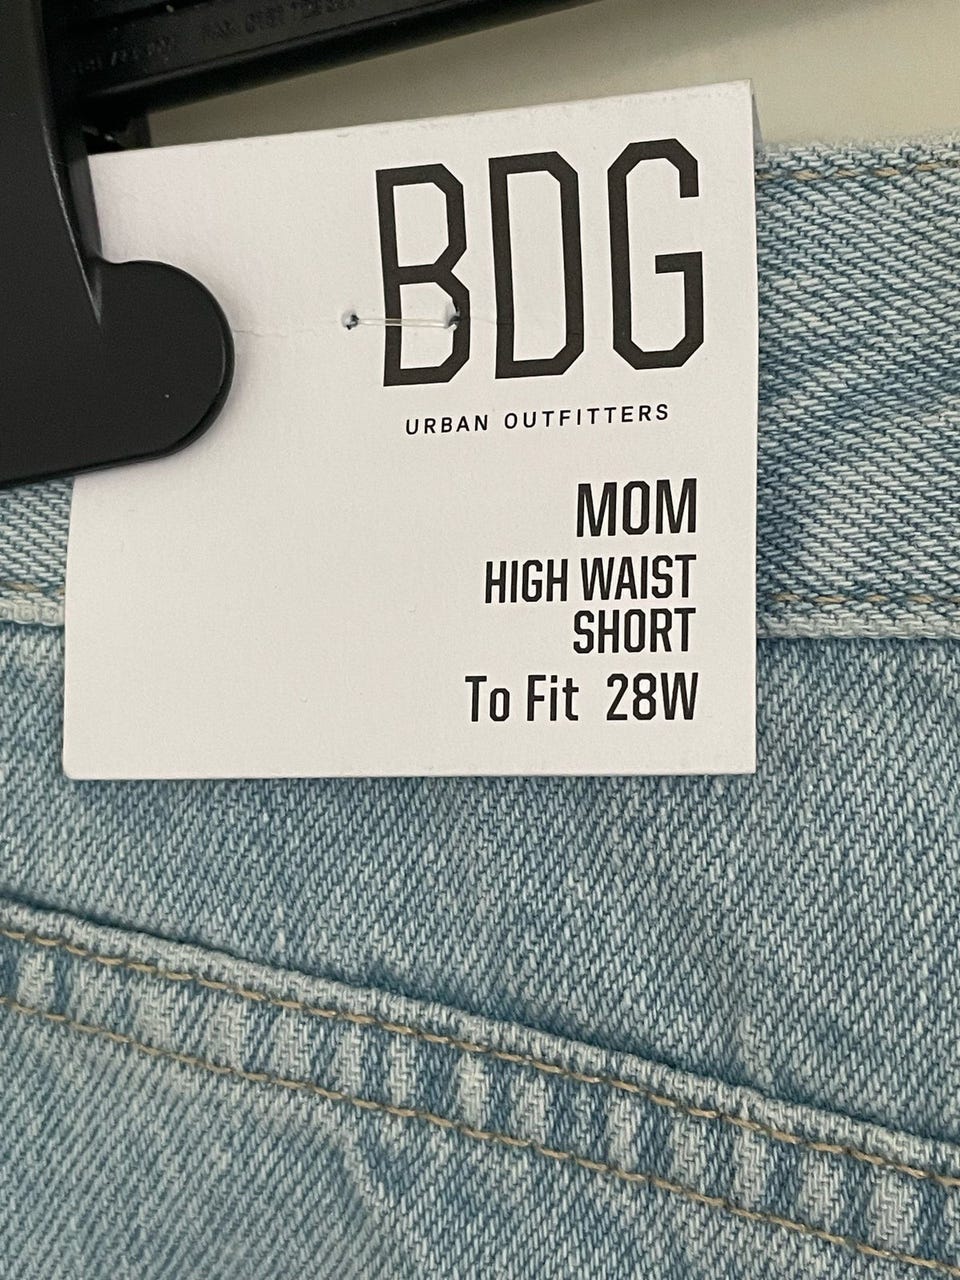 BDG
URBAN OUTFITTERS
MOM
HIGH WAIST
SHORT
To Fit 28W